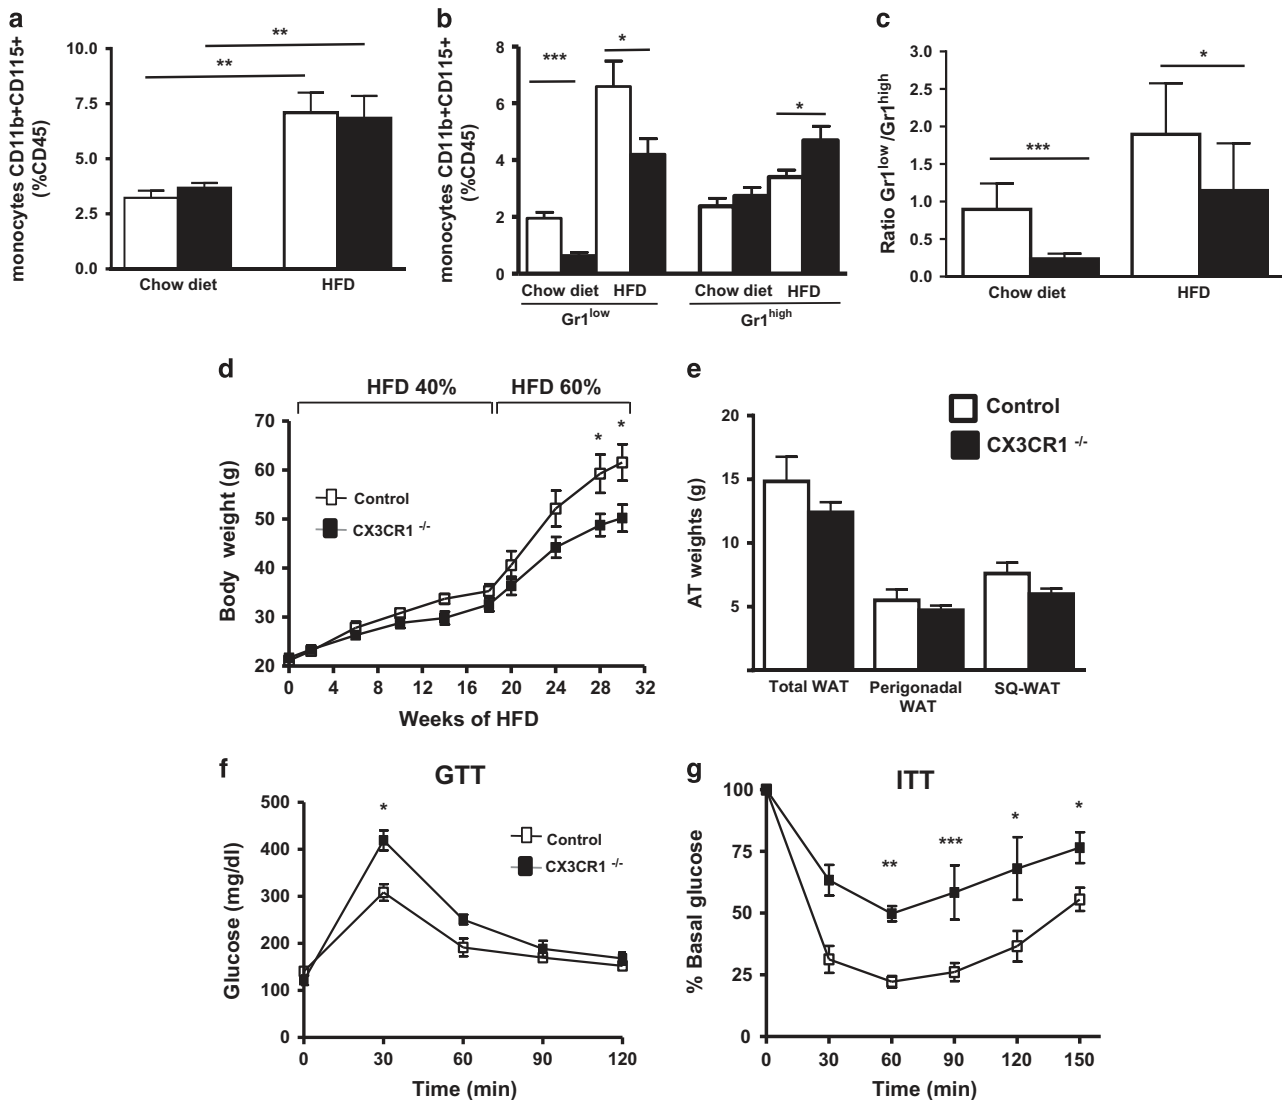 a
monocytes CD11b+CD115+
(%CD45)
10.0
7.5
5.0
2.5
0.0
**
**
Chow diet
HFD
b
monocytes CD11b+CD115+
(%CD45)
8
6
4
2
0
***
*
*
Chow diet
HFD
Chow diet
HFD
Gr1low
Gr1high
c
Ratio Gr1low/Gr1high
3.0
2.5
2.0
1.5
1.0
0.5
0.0
***
*
Chow diet
HFD
d
HFD 40%
HFD 60%
Body weight (g)
70
60
50
40
30
20
* *
Control
CX3CR1 -/-
0 4 8 12 16 20 24 28 32
Weeks of HFD
e
AT weights (g)
20
15
10
5
Control
CX3CR1 -/-
Total WAT
Perigonadal
WAT
SQ-WAT
f
GTT
Glucose (mg/dl)
500
400
300
200
100
0
*
Control
CX3CR1 -/-
0 30 60 90 120
Time (min)
g
ITT
% Basal glucose
100
75
50
25
0
** *** * *
0 30 60 90 120 150
Time (min)